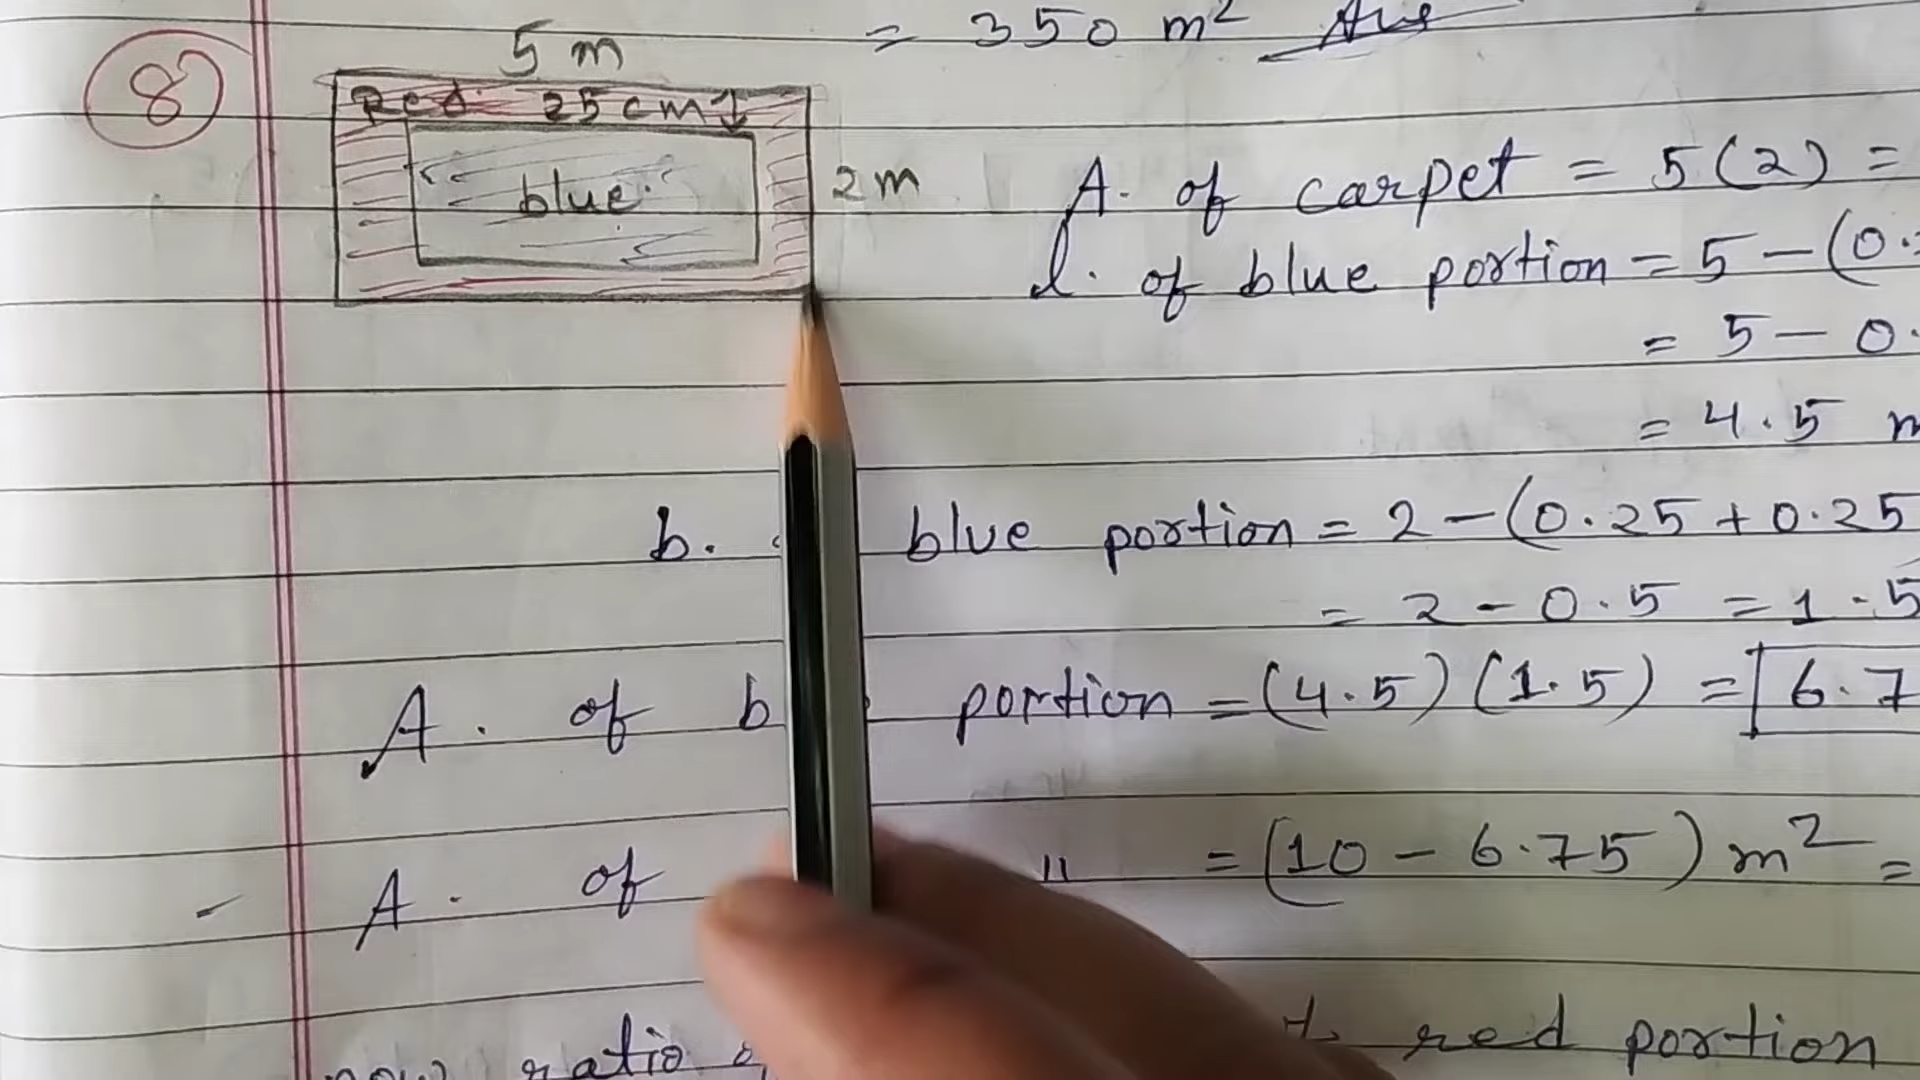 = 350 m² Ans
8
5 m
Red 25 cm
blue
2 m
A. of carpet = 5(2) =
l. of blue portion = 5 - (0.
= 5 - 0.
= 4.5 m
b. blue portion = 2 - (0.25 + 0.25
= 2 - 0.5 = 1.5
A. of b portion = (4.5) (1.5) = 6.7
A. of " = (10 - 6.75) m² =
now ratio red portion